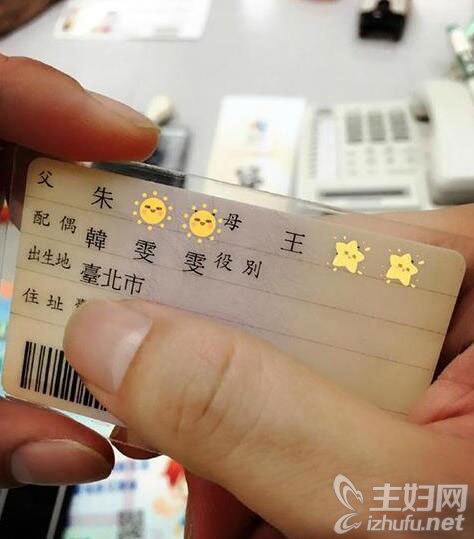 父 朱 母 王
配偶 韓雯雯 役別
出生地 臺北市
住址
主妇网
izhufu.net